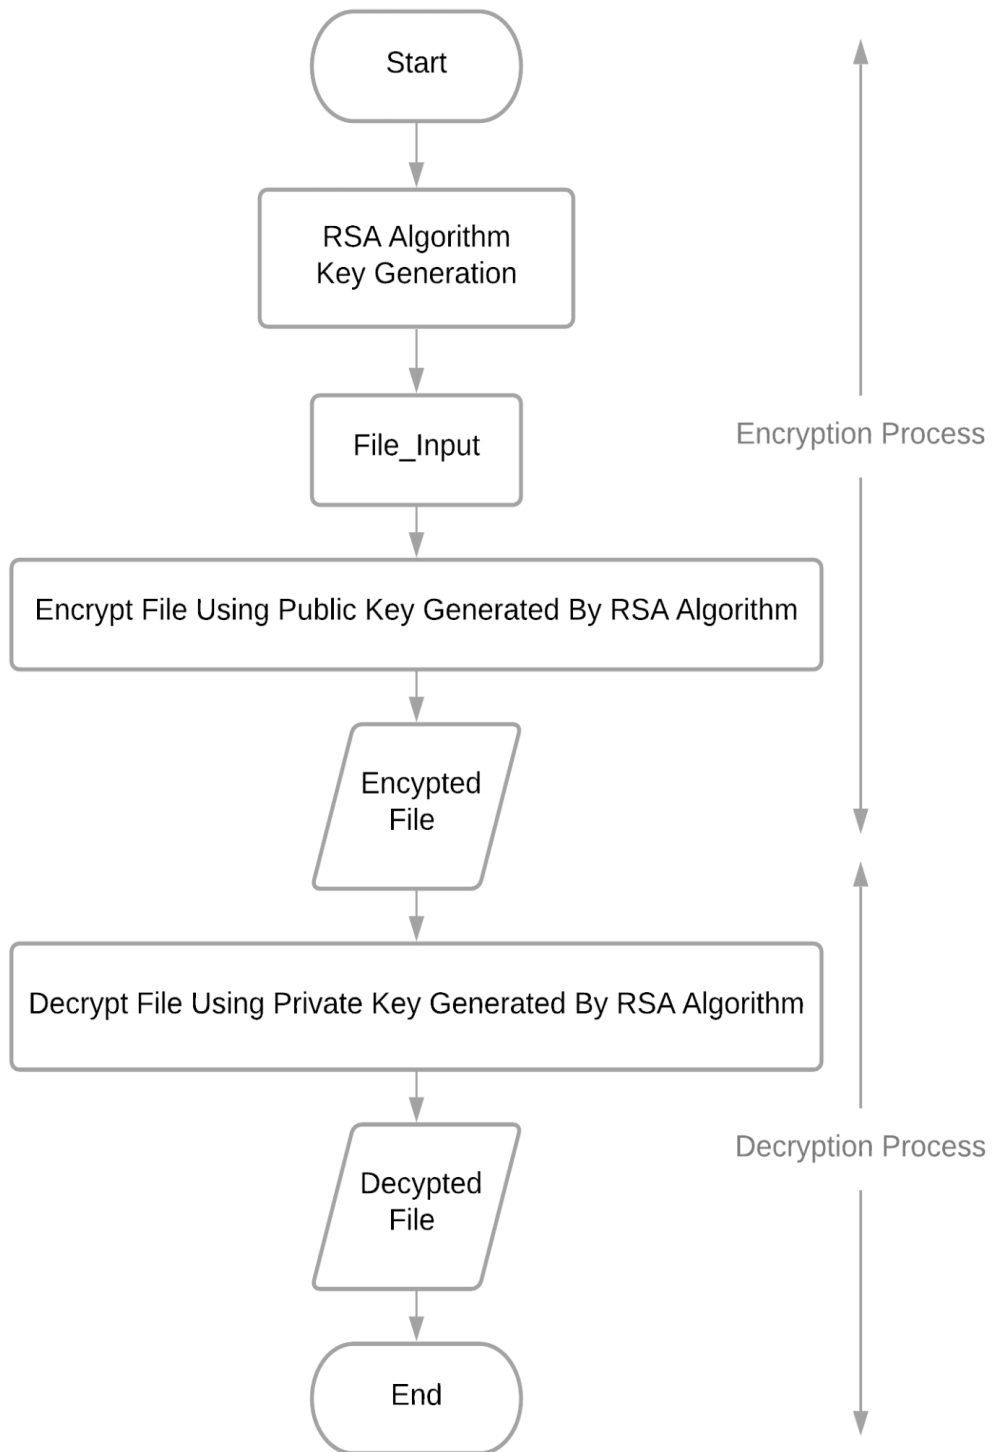 Start
RSA Algorithm
Key Generation
File_Input
Encryption Process
Encrypt File Using Public Key Generated By RSA Algorithm
Encypted
File
Decrypt File Using Private Key Generated By RSA Algorithm
Decryption Process
Decypted
File
End